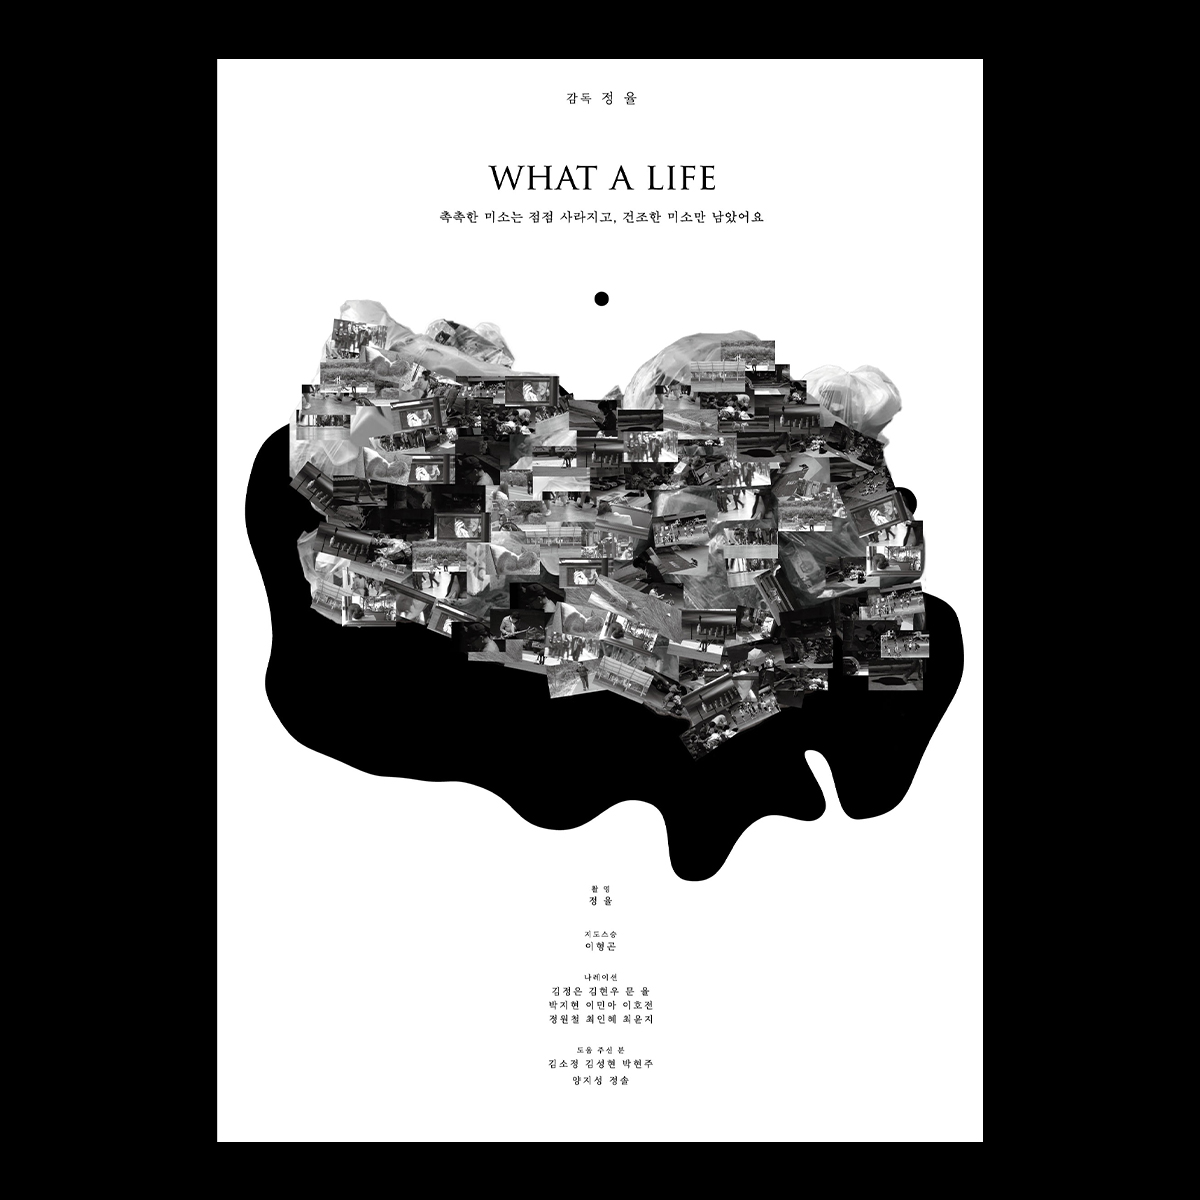 감독 정 율
WHAT A LIFE
촉촉한 미소는 점점 사라지고, 건조한 미소만 남았어요
촬 영
정 율
지도스승
이형곤
나레이션
김정은 김현우 문 율
박지현 이민아 이호전
정원철 최인혜 최윤지
도움 주신 분
김소정 김성현 박현주
양지성 정솔